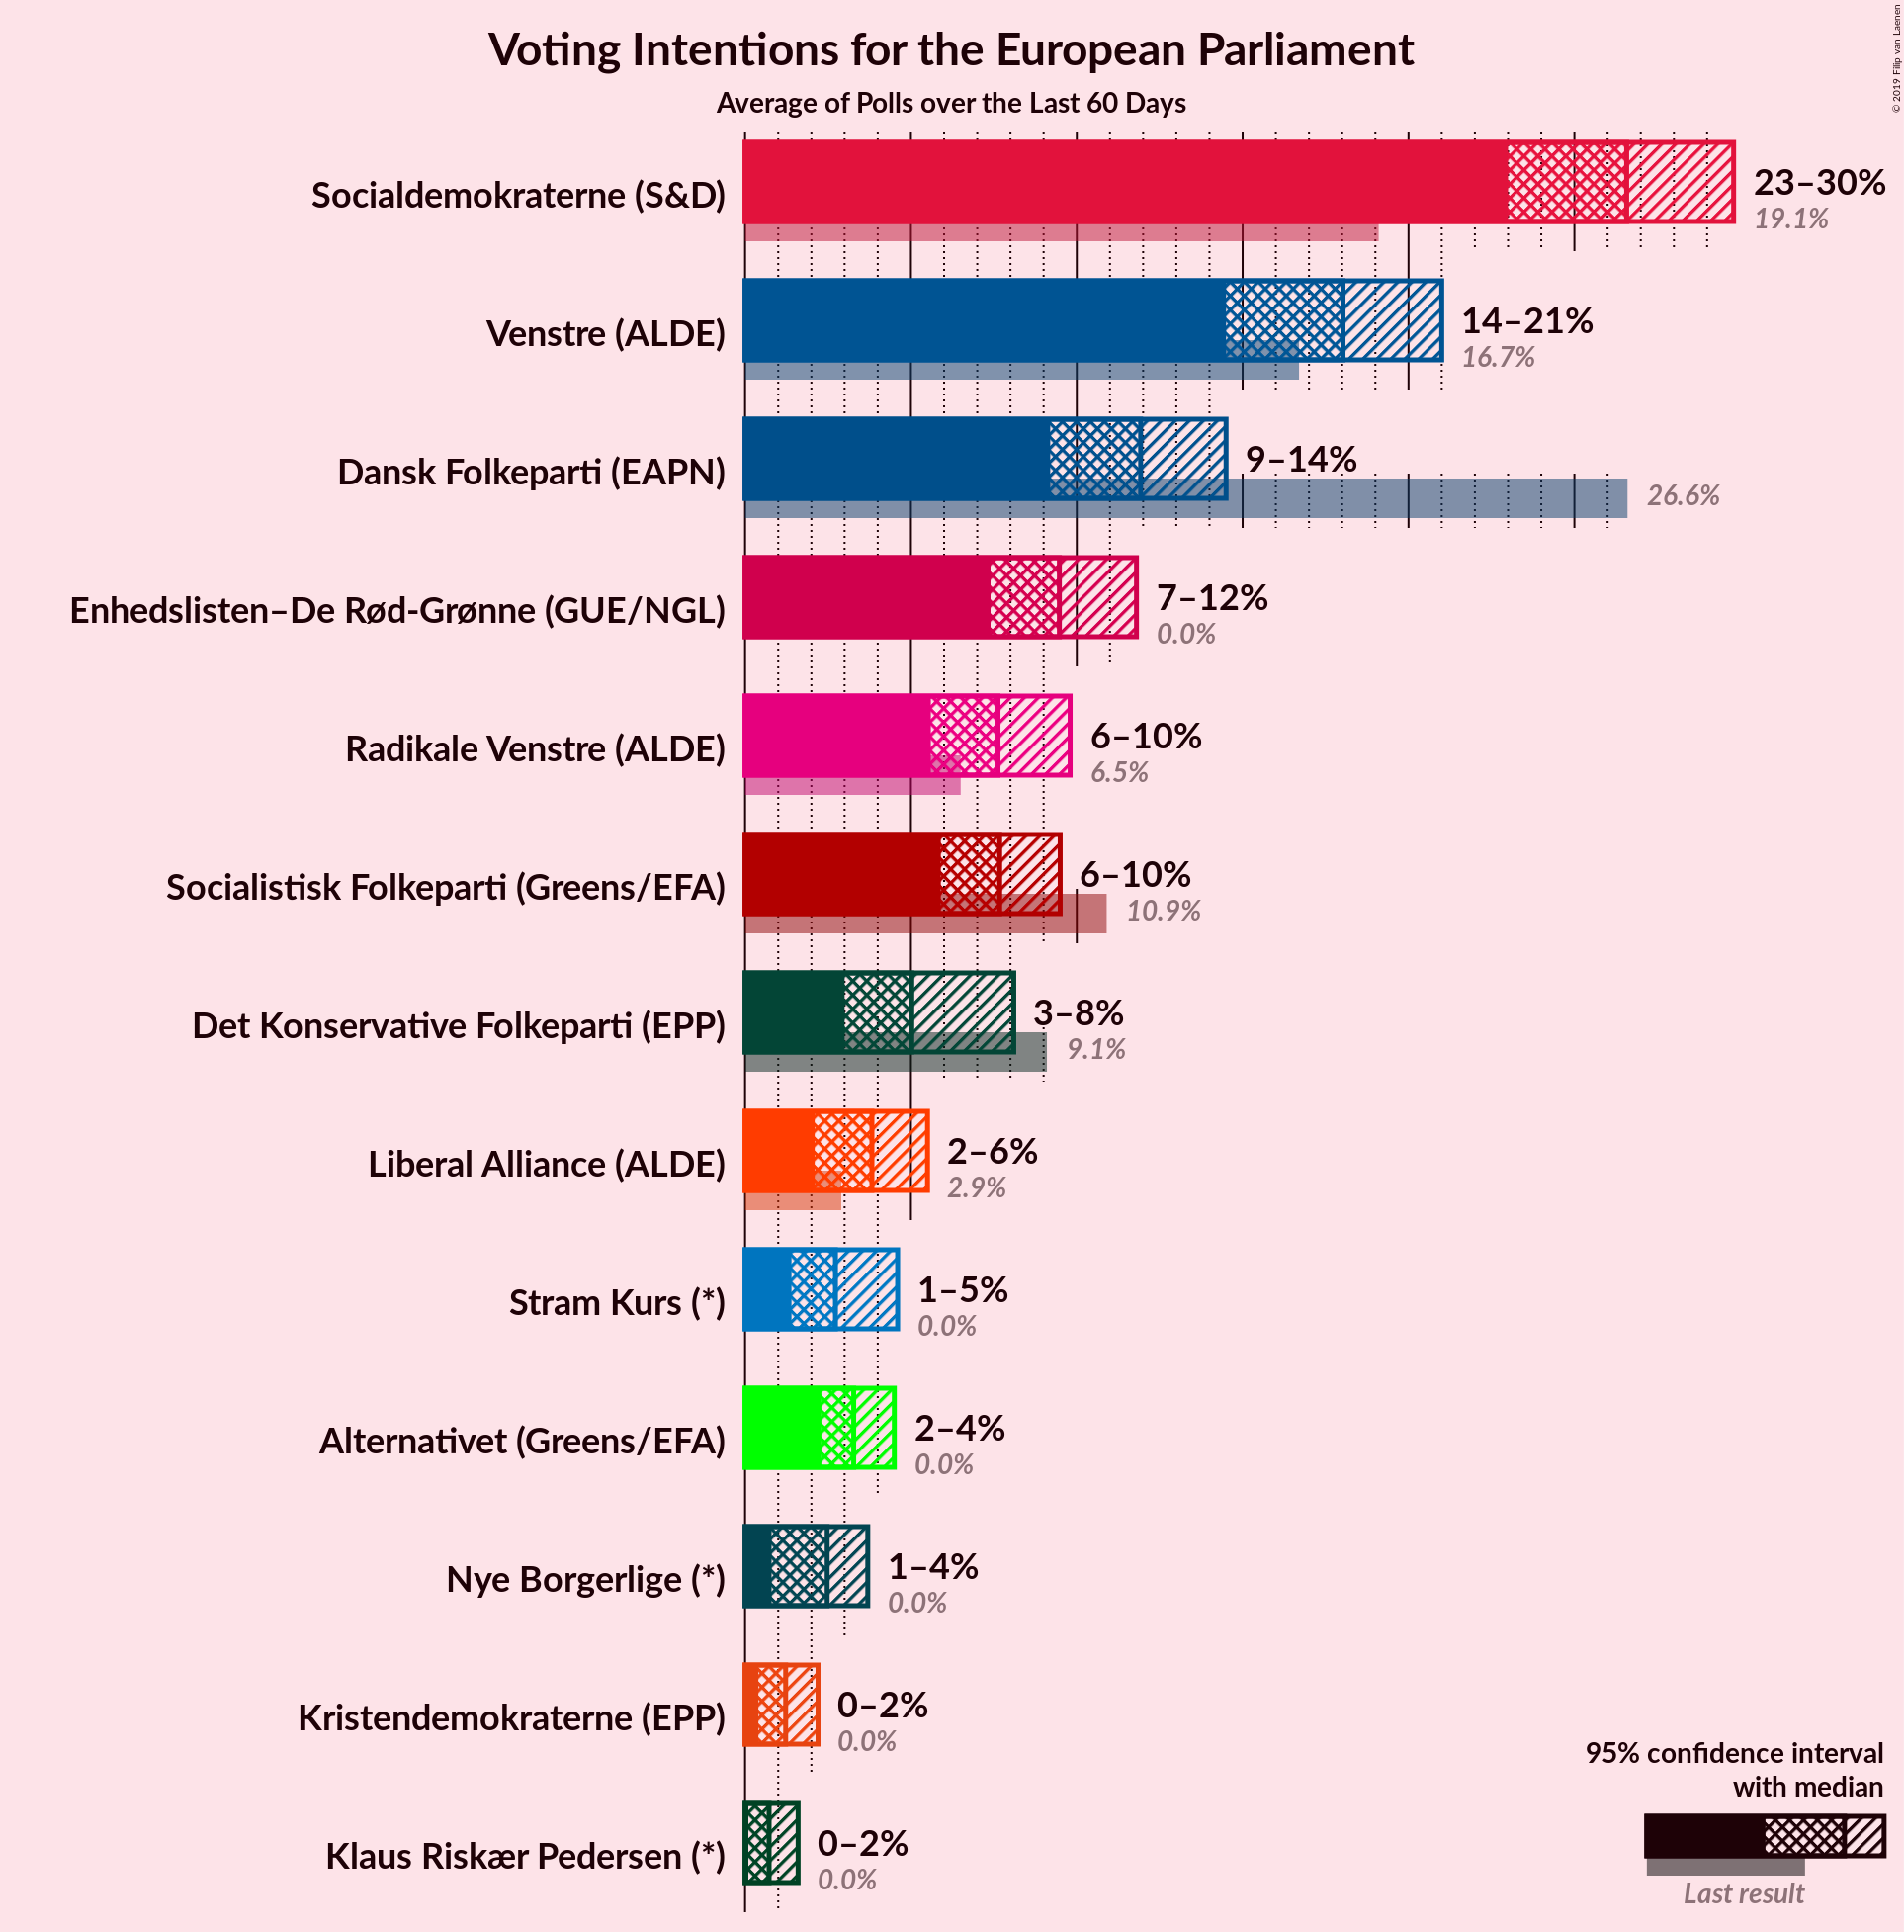 © 2019 Filip van Laenen
Voting Intentions for the European Parliament
Average of Polls over the Last 60 Days
Socialdemokraterne (S&D)
23–30%
19.1%
Venstre (ALDE)
14–21%
16.7%
Dansk Folkeparti (EAPN)
9–14%
26.6%
Enhedslisten–De Rød-Grønne (GUE/NGL)
7–12%
0.0%
Radikale Venstre (ALDE)
6–10%
6.5%
Socialistisk Folkeparti (Greens/EFA)
6–10%
10.9%
Det Konservative Folkeparti (EPP)
3–8%
9.1%
Liberal Alliance (ALDE)
2–6%
2.9%
Stram Kurs (*)
1–5%
0.0%
Alternativet (Greens/EFA)
2–4%
0.0%
Nye Borgerlige (*)
1–4%
0.0%
Kristendemokraterne (EPP)
0–2%
0.0%
Klaus Riskær Pedersen (*)
0–2%
0.0%
95% confidence interval
with median
Last result